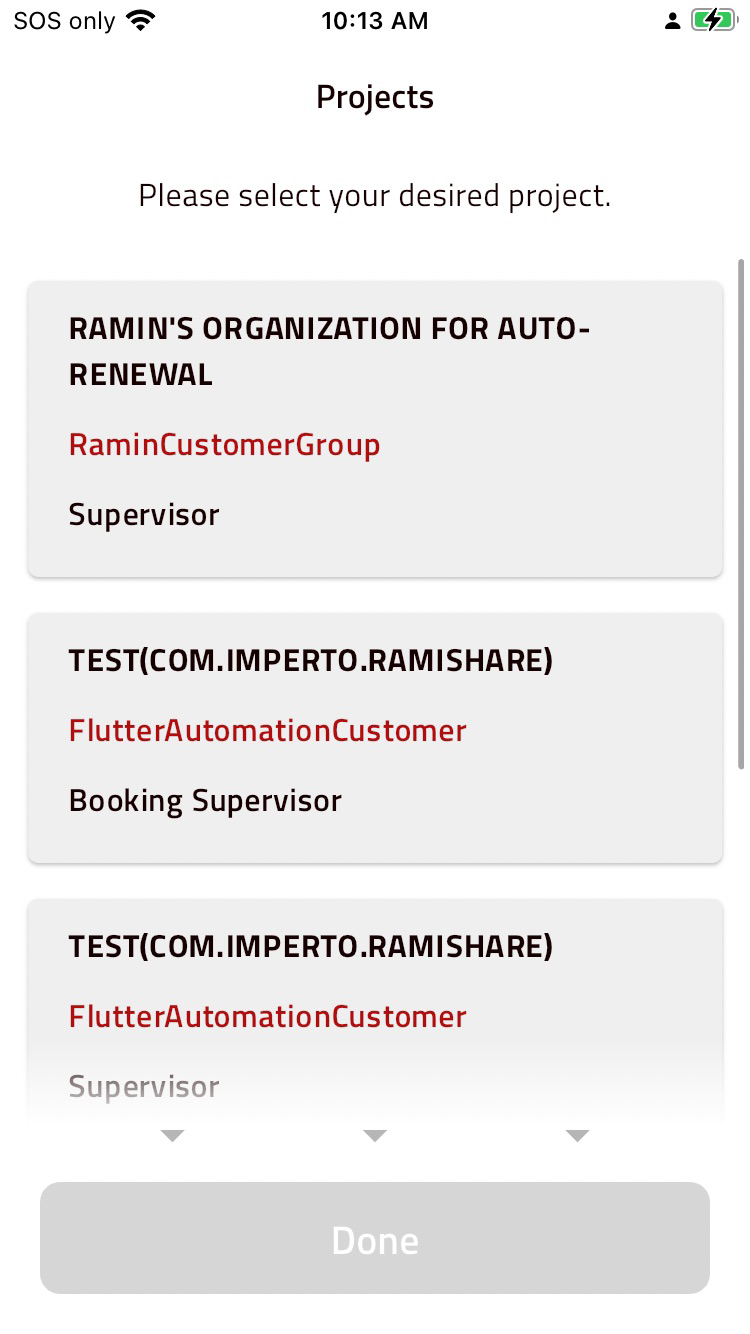 SOS only
10:13 AM
Projects
Please select your desired project.
RAMIN'S ORGANIZATION FOR AUTO-
RENEWAL
RaminCustomerGroup
Supervisor
TEST(COM.IMPERTO.RAMISHARE)
FlutterAutomationCustomer
Booking Supervisor
TEST(COM.IMPERTO.RAMISHARE)
FlutterAutomationCustomer
Supervisor
Done